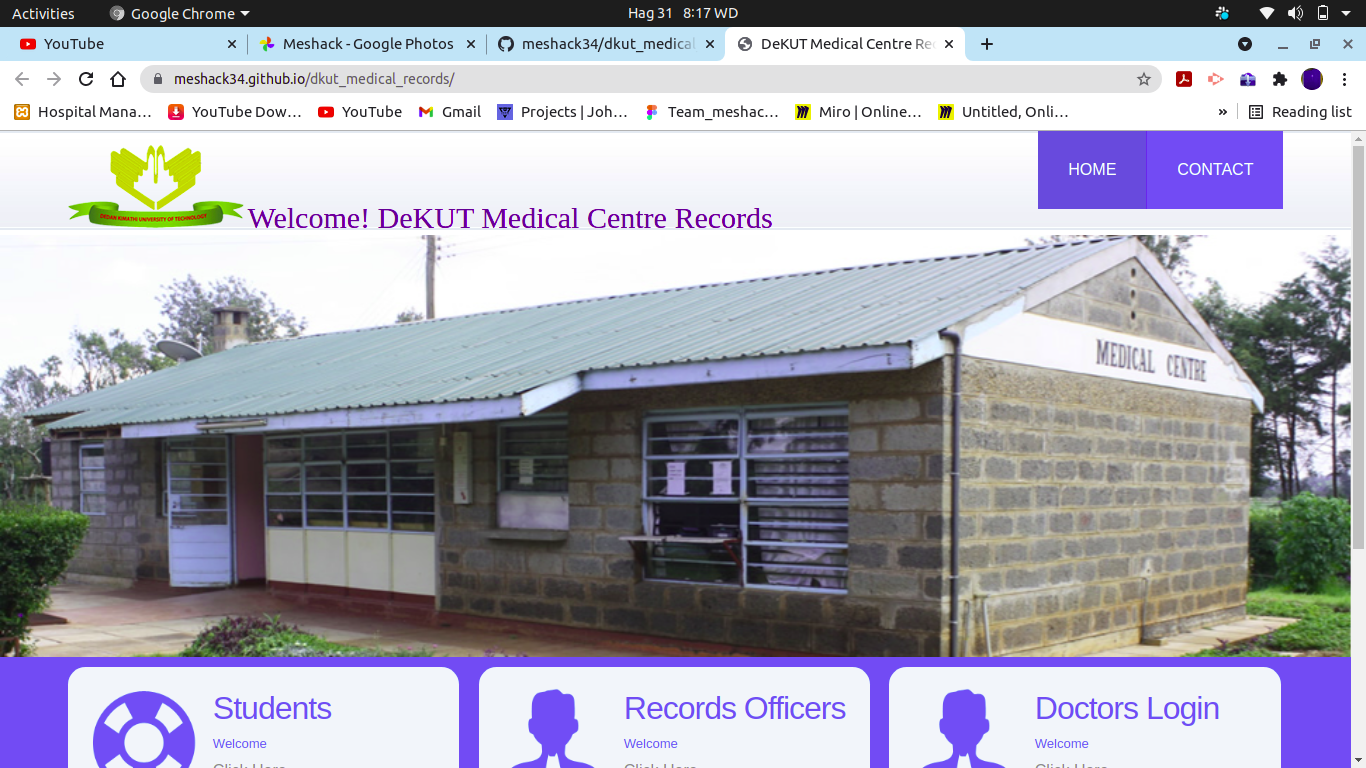 Activities
Google Chrome
Hag 31 8:17 WD
YouTube
Meshack - Google Photos
meshack34/dkut_medical
DeKUT Medical Centre Rec
meshack34.github.io/dkut_medical_records/
Hospital Mana…
YouTube Dow…
YouTube
Gmail
Projects | Joh…
Team_meshac…
Miro | Online…
Untitled, Onli…
»
Reading list
DEDAN KIMATHI UNIVERSITY OF TECHNOLOGY
Welcome! DeKUT Medical Centre Records
HOME
CONTACT
MEDICAL CENTRE
Students
Welcome
Click Here
Records Officers
Welcome
Click Here
Doctors Login
Welcome
Click Here